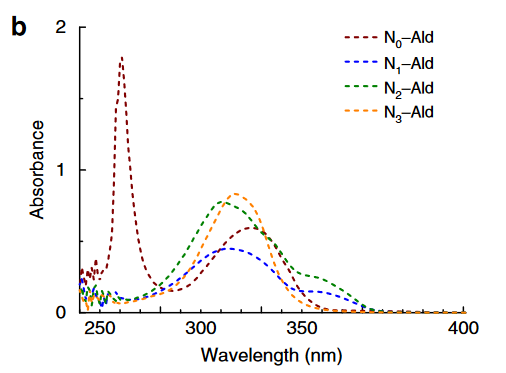 b
2
N₀–Ald
N₁–Ald
N₂–Ald
N₃–Ald
1
Absorbance
0
250 300 350 400
Wavelength (nm)